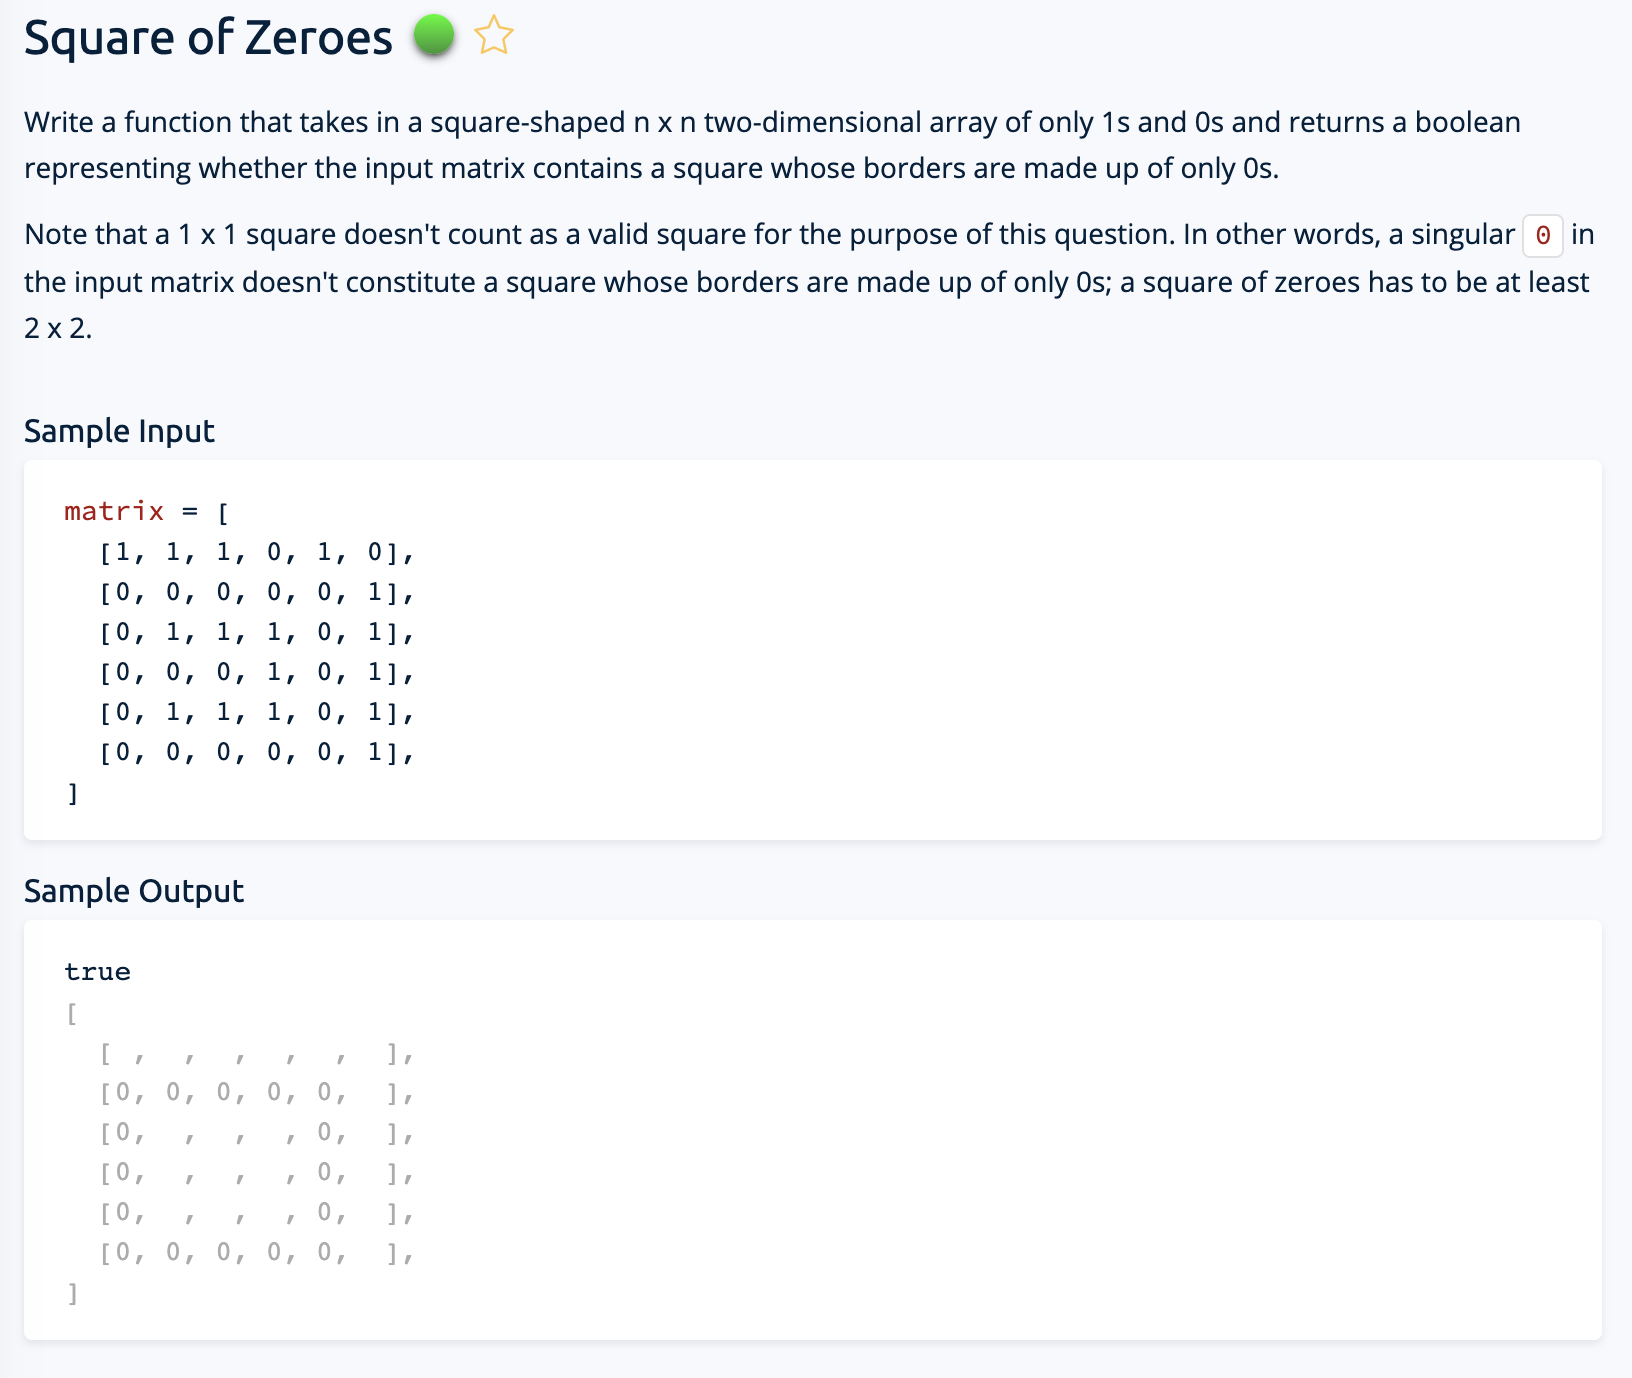 Square of Zeroes
Write a function that takes in a square-shaped n x n two-dimensional array of only 1s and 0s and returns a boolean
representing whether the input matrix contains a square whose borders are made up of only 0s.
Note that a 1 x 1 square doesn't count as a valid square for the purpose of this question. In other words, a singular 0 in
the input matrix doesn't constitute a square whose borders are made up of only 0s; a square of zeroes has to be at least
2 x 2.
Sample Input
matrix = [
  [1, 1, 1, 0, 1, 0],
  [0, 0, 0, 0, 0, 1],
  [0, 1, 1, 1, 0, 1],
  [0, 0, 0, 1, 0, 1],
  [0, 1, 1, 1, 0, 1],
  [0, 0, 0, 0, 0, 1],
]
Sample Output
true
[
  [ ,  ,  ,  ,  ,  ],
  [0, 0, 0, 0, 0,  ],
  [0,  ,  ,  , 0,  ],
  [0,  ,  ,  , 0,  ],
  [0,  ,  ,  , 0,  ],
  [0, 0, 0, 0, 0,  ],
]